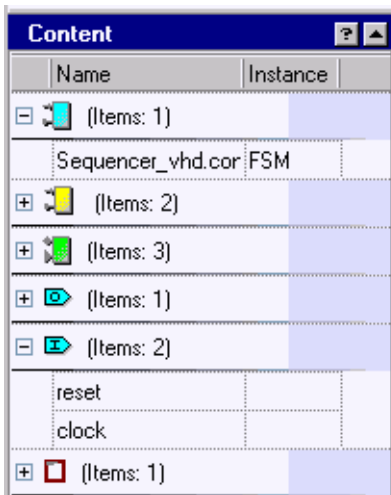 Content ?
Name Instance
(Items: 1)
Sequencer_vhd.cor FSM
(Items: 2)
(Items: 3)
O (Items: 1)
I (Items: 2)
reset
clock
(Items: 1)